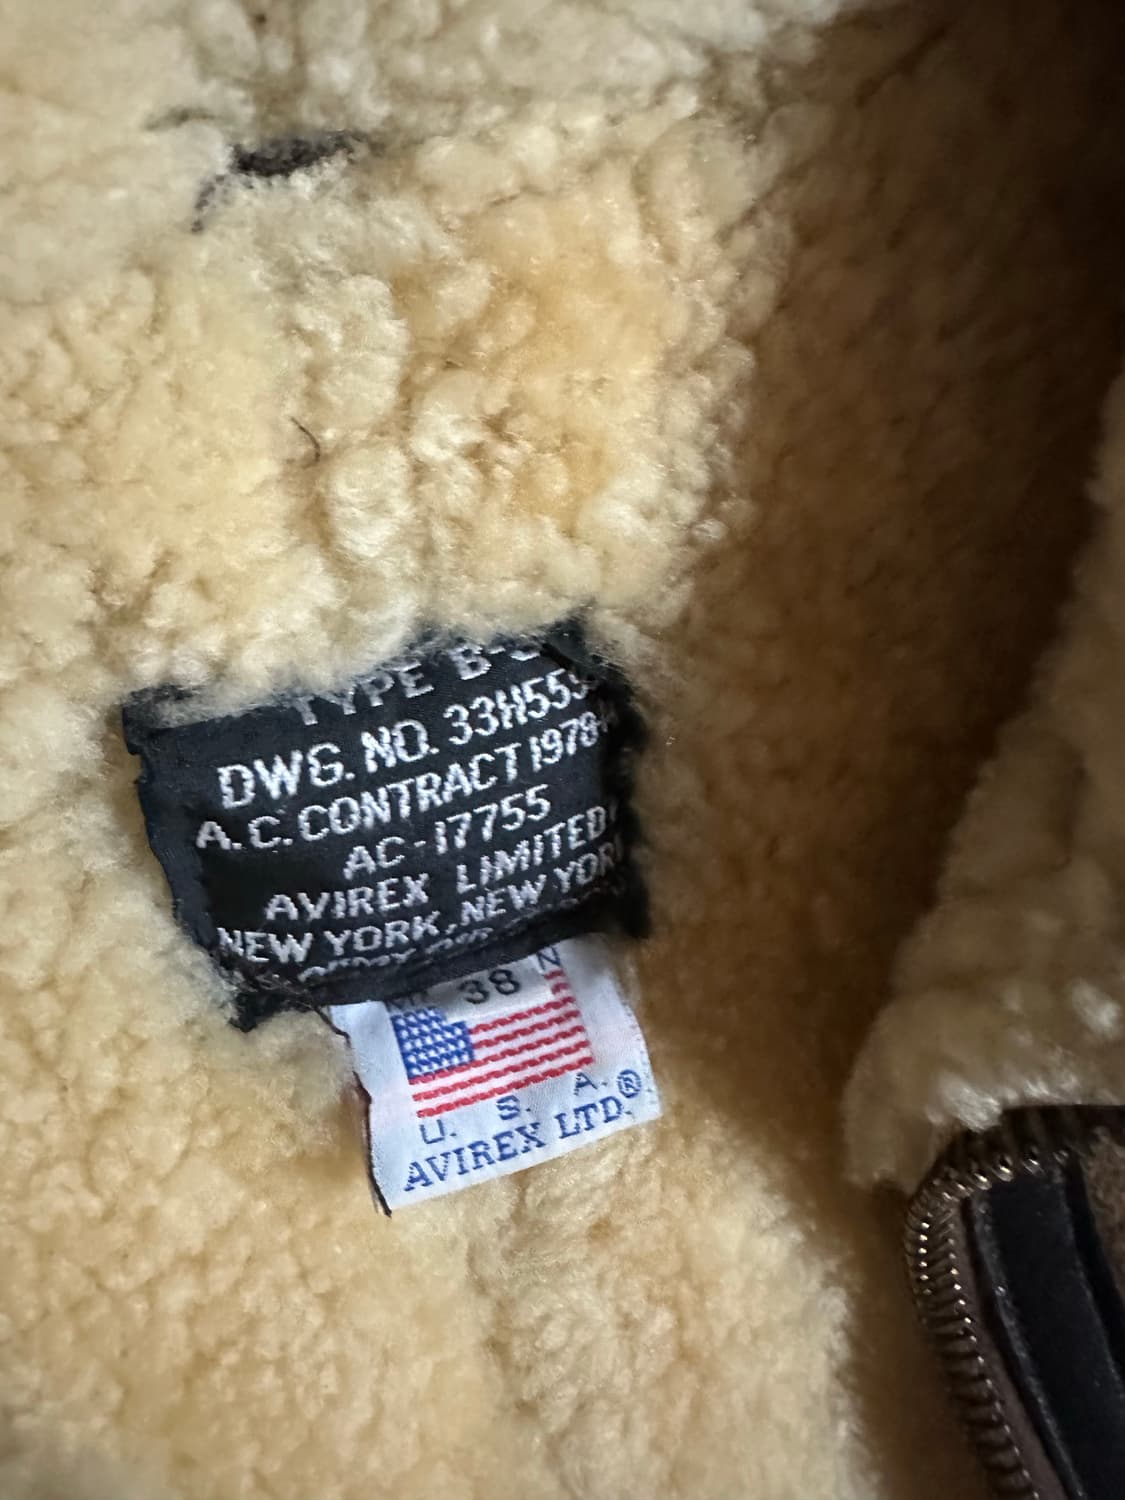 TYPE B-
DWG. NO. 33H55
A.C. CONTRACT 1978
AC-17755
AVIREX LIMITED
NEW YORK, NEW YOR
38
U. S. A.
AVIREX LTD.®